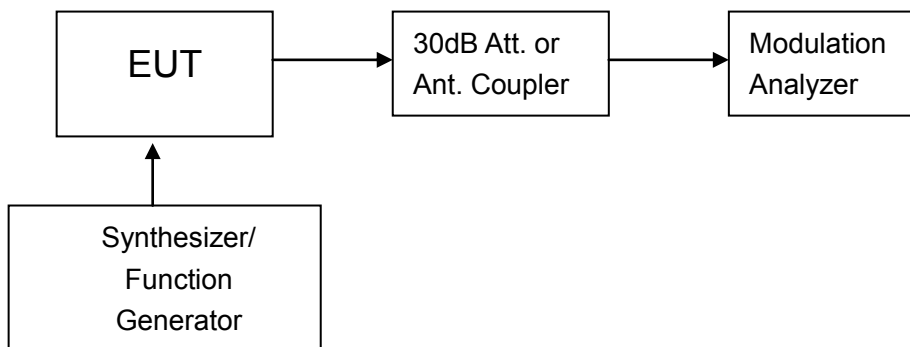 EUT
30dB Att. or
Ant. Coupler
Modulation
Analyzer
Synthesizer/
Function
Generator